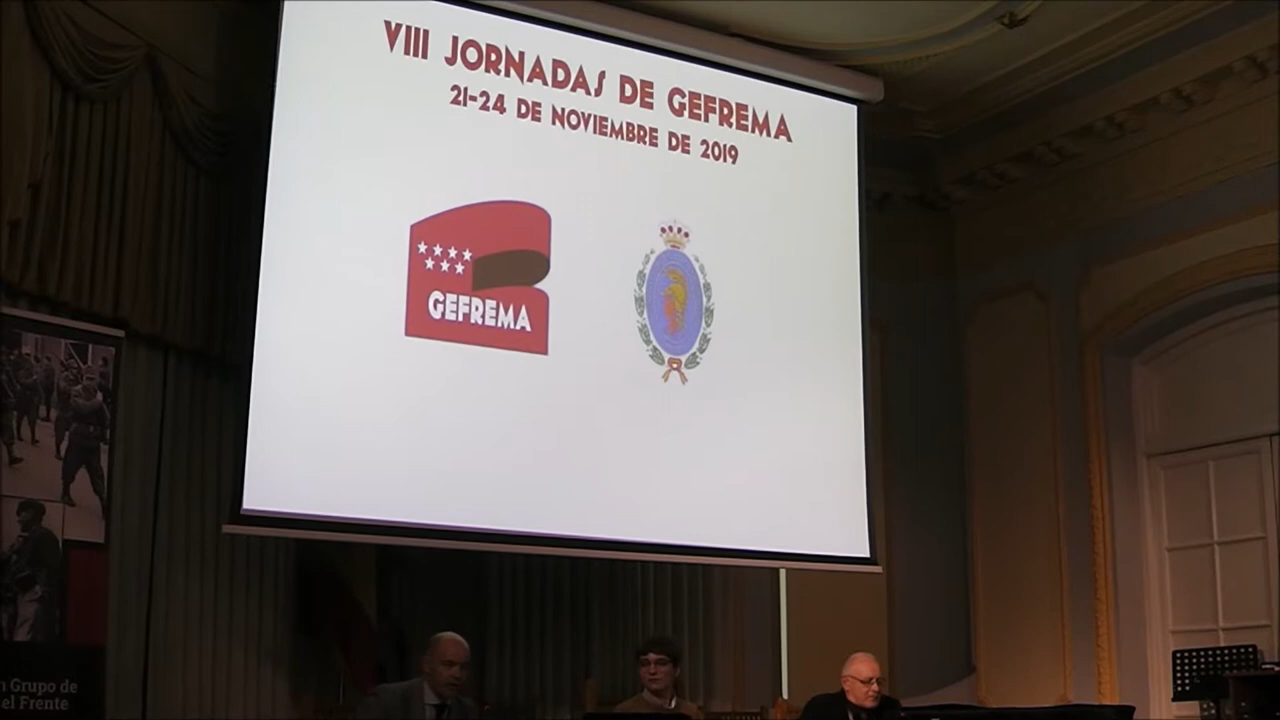 VIII JORNADAS DE GEFREMA
21-24 DE NOVIEMBRE DE 2019
GEFREMA
Grupo de
el Frente